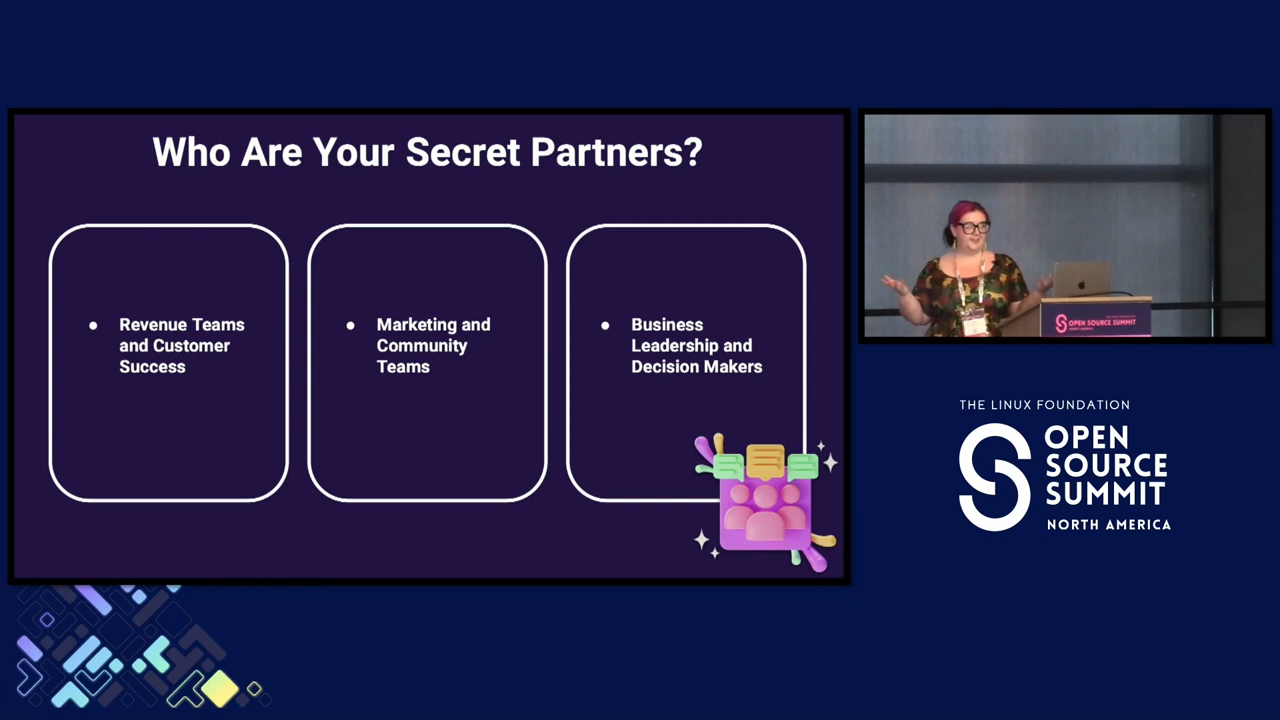 Who Are Your Secret Partners?
● Revenue Teams
and Customer
Success
● Marketing and
Community
Teams
● Business
Leadership and
Decision Makers
OPEN SOURCE SUMMIT
THE LINUX FOUNDATION
OPEN
SOURCE
SUMMIT
NORTH AMERICA